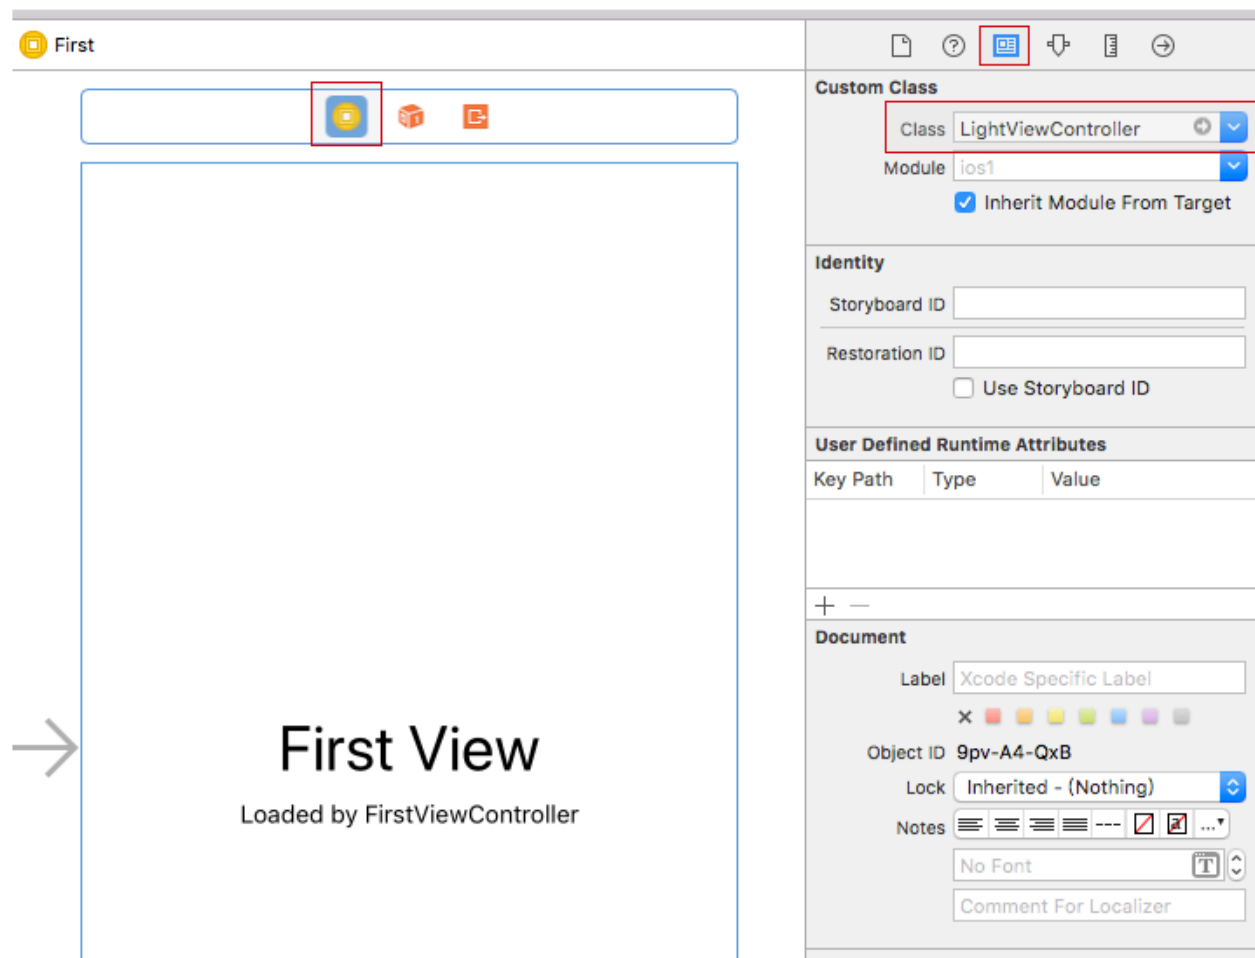 First
Custom Class
Class LightViewController
Module ios1
Inherit Module From Target
Identity
Storyboard ID
Restoration ID
Use Storyboard ID
User Defined Runtime Attributes
Key Path Type Value
Document
Label Xcode Specific Label
Object ID 9pv-A4-QxB
Lock Inherited - (Nothing)
Notes
No Font
Comment For Localizer
First View
Loaded by FirstViewController